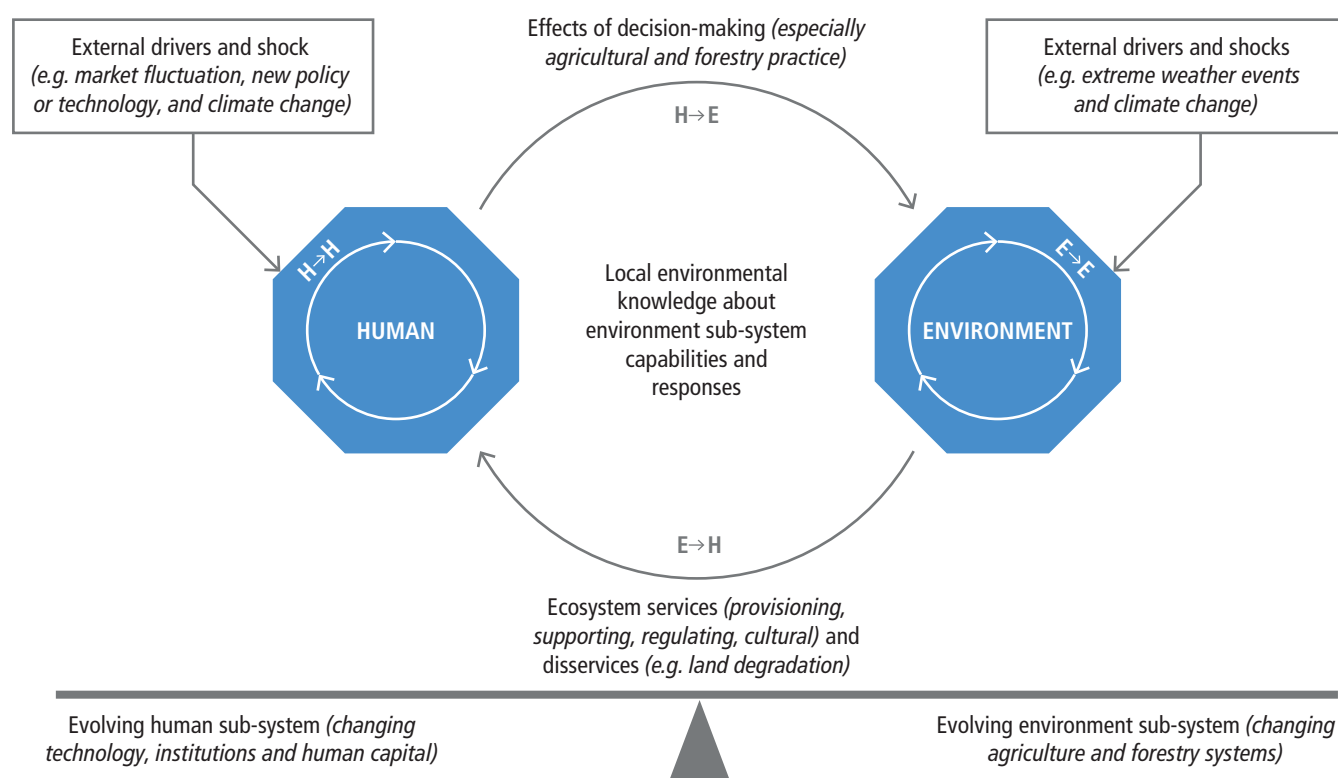 External drivers and shock
(e.g. market fluctuation, new policy
or technology, and climate change)
Effects of decision-making (especially
agricultural and forestry practice)
H→E
External drivers and shocks
(e.g. extreme weather events
and climate change)
H→H
HUMAN
Local environmental
knowledge about
environment sub-system
capabilities and
responses
E→E
ENVIRONMENT
E→H
Ecosystem services (provisioning,
supporting, regulating, cultural) and
disservices (e.g. land degradation)
Evolving human sub-system (changing
technology, institutions and human capital)
Evolving environment sub-system (changing
agriculture and forestry systems)